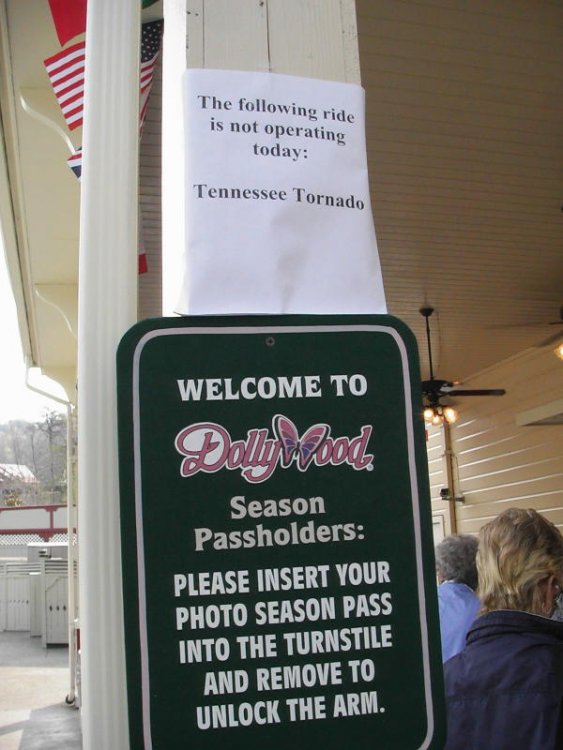 The following ride
is not operating
today:
Tennessee Tornado
WELCOME TO
DollyWood
Season
Passholders:
PLEASE INSERT YOUR
PHOTO SEASON PASS
INTO THE TURNSTILE
AND REMOVE TO
UNLOCK THE ARM.